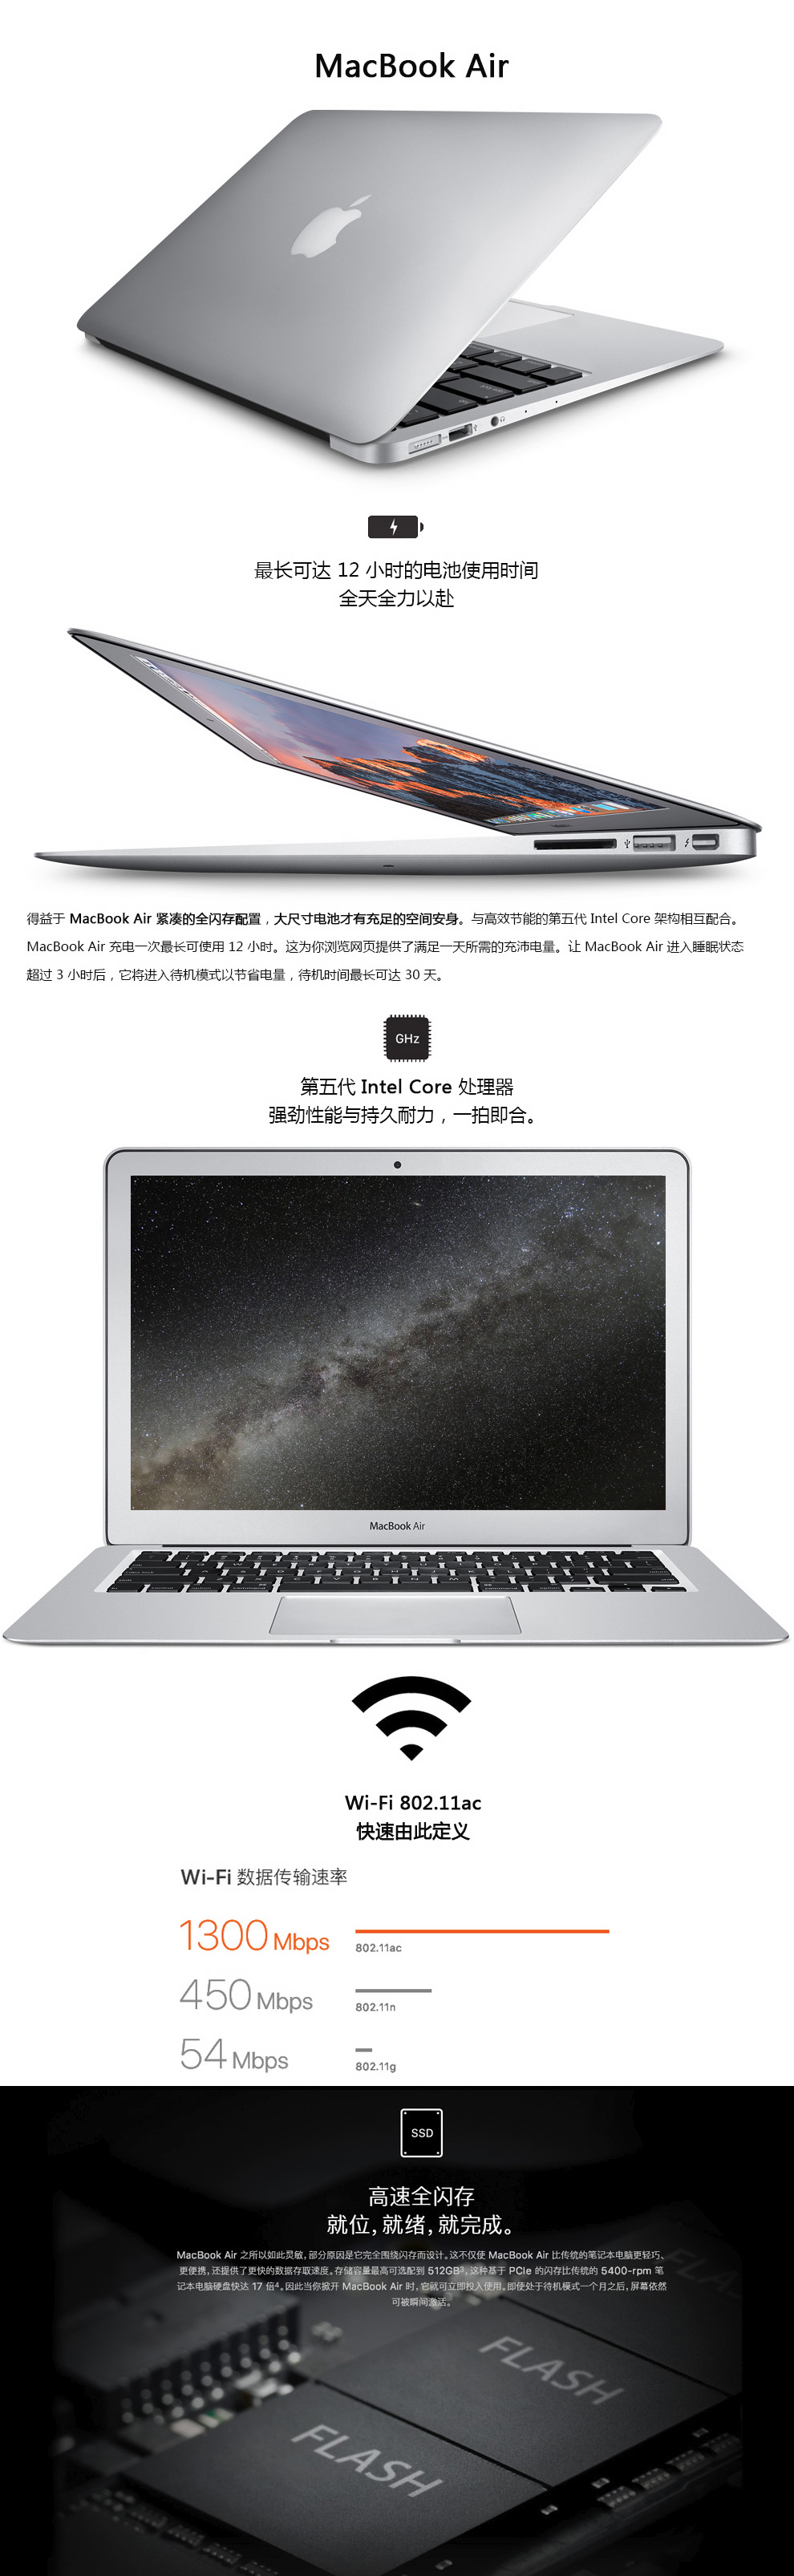 MacBook Air
最长可达 12 小时的电池使用时间
全天全力以赴
得益于 MacBook Air 紧凑的全闪存配置，大尺寸电池才有充足的空间安身。与高效节能的第五代 Intel Core 架构相互配合。
MacBook Air 充电一次最长可使用 12 小时。这为你浏览网页提供了满足一天所需的充沛电量。让 MacBook Air 进入睡眠状态
超过 3 小时后，它将进入待机模式以节省电量，待机时间最长可达 30 天。
GHz
第五代 Intel Core 处理器
强劲性能与持久耐力，一拍即合。
MacBook Air
Wi-Fi 802.11ac
快速由此定义
Wi-Fi 数据传输速率
1300 Mbps
802.11ac
450 Mbps
802.11n
54 Mbps
802.11g
SSD
高速全闪存
就位，就绪，就完成。
MacBook Air 之所以如此灵敏，部分原因是它完全围绕闪存而设计。这不仅使 MacBook Air 比传统的笔记本电脑更轻巧、
更便携，还提供了更快的数据存取速度。存储容量最高可选配到 512GB³，这种基于 PCIe 的闪存比传统的 5400-rpm 笔
记本电脑硬盘快达 17 倍⁴。因此当你掀开 MacBook Air 时，它就可立即投入使用。即使处于待机模式一个月之后，屏幕依然
可被瞬间激活。
FLASH
FLASH
FLA